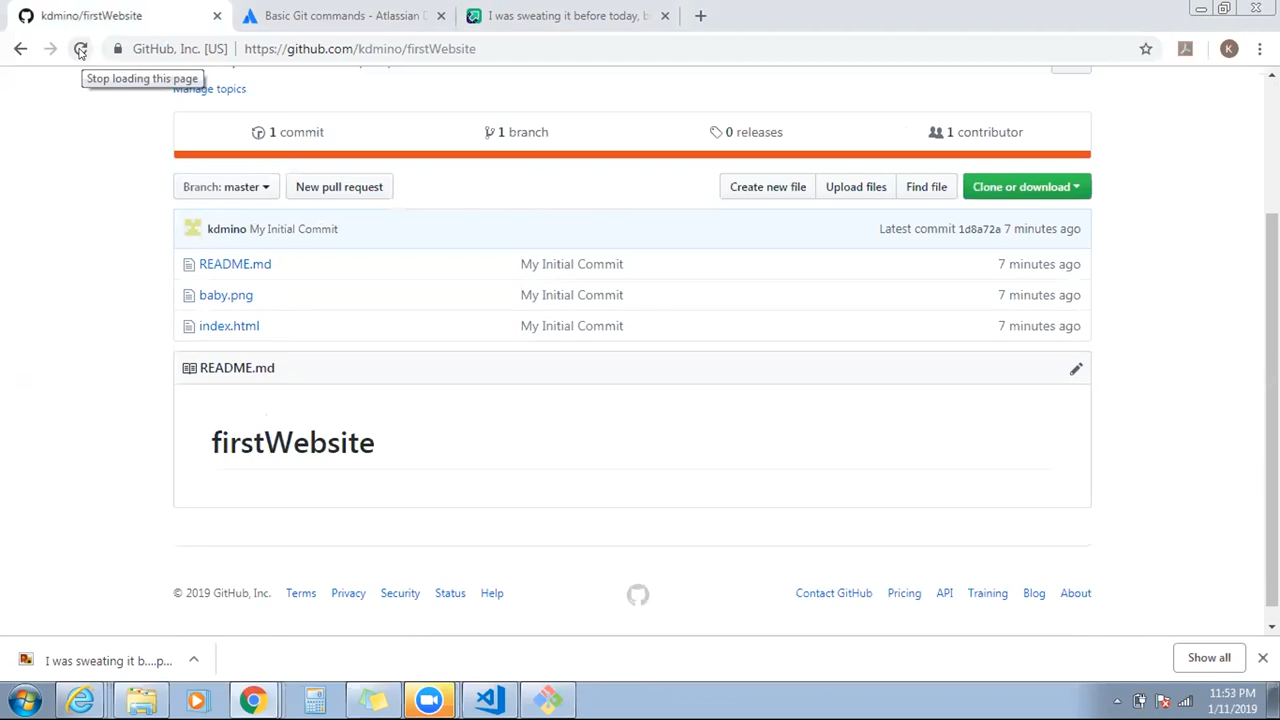 kdmino/firstWebsite
Basic Git commands - Atlassian
I was sweating it before today, b
GitHub, Inc. [US]
https://github.com/kdmino/firstWebsite
K
Stop loading this page
Manage topics
1 commit
1 branch
0 releases
1 contributor
Branch: master
New pull request
Create new file
Upload files
Find file
Clone or download
kdmino My Initial Commit
Latest commit 1d8a72a 7 minutes ago
README.md
My Initial Commit
7 minutes ago
baby.png
My Initial Commit
7 minutes ago
index.html
My Initial Commit
7 minutes ago
README.md
firstWebsite
© 2019 GitHub, Inc.
Terms
Privacy
Security
Status
Help
Contact GitHub
Pricing
API
Training
Blog
About
I was sweating it b....p...
Show all
11:53 PM
1/11/2019